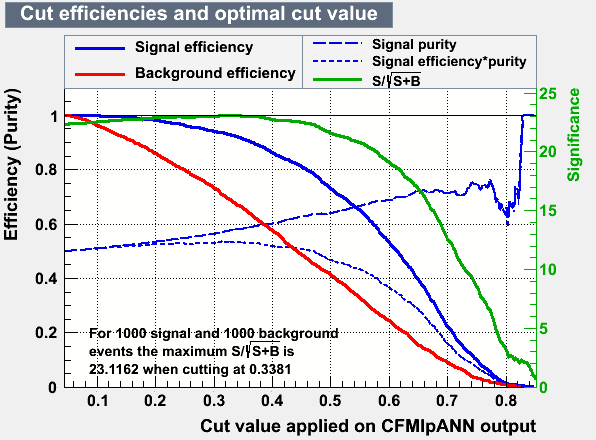 Cut efficiencies and optimal cut value
Signal efficiency
Background efficiency
Signal purity
Signal efficiency*purity
S/√S+B
Efficiency (Purity)
1
0.8
0.6
0.4
0.2
0
25
20
15
10
5
0
Significance
For 1000 signal and 1000 background
events the maximum S/√S+B is
23.1162 when cutting at 0.3381
0.1 0.2 0.3 0.4 0.5 0.6 0.7 0.8
Cut value applied on CFMlpANN output